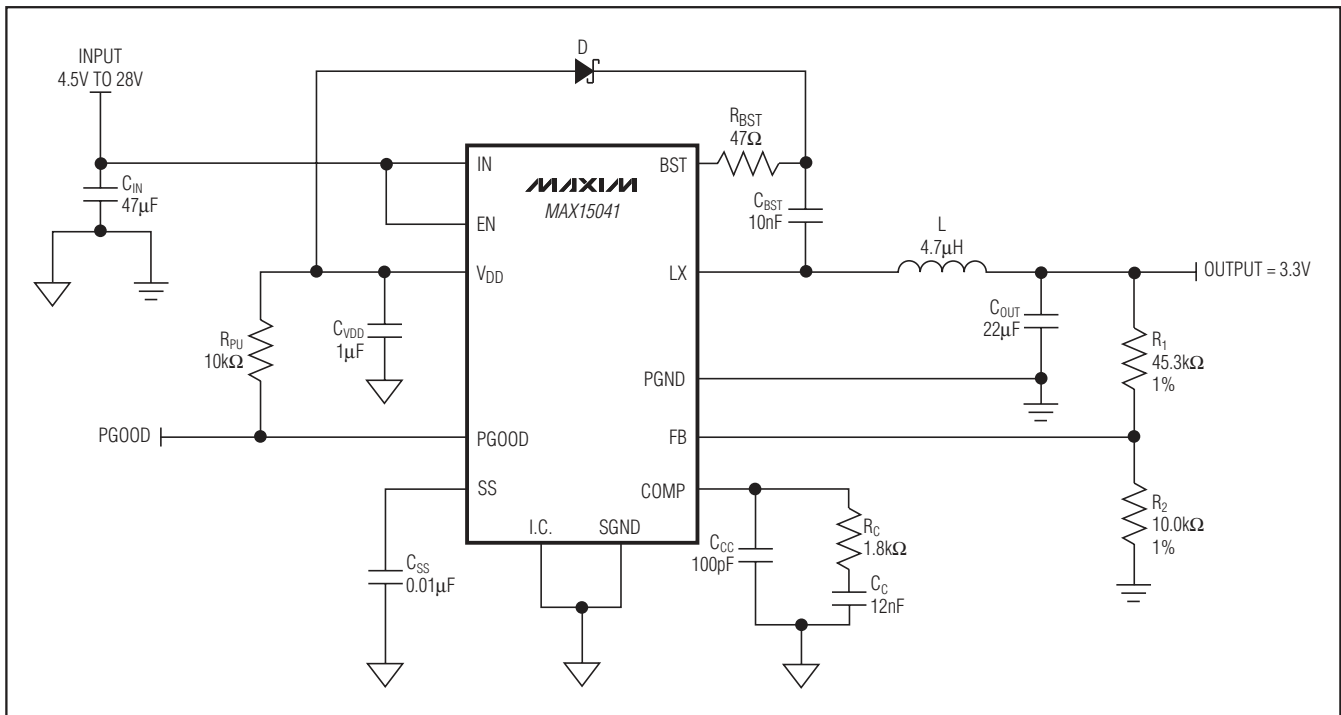 INPUT
4.5V TO 28V
D
R_BST
47Ω
IN
BST
MAXIM
MAX15041
C_IN
47μF
C_BST
10nF
EN
L
4.7μH
V_DD
LX
OUTPUT = 3.3V
R_PU
10kΩ
C_VDD
1μF
C_OUT
22μF
R_1
45.3kΩ
1%
PGND
PGOOD
PGOOD
FB
SS
COMP
R_2
10.0kΩ
1%
I.C.
SGND
C_CC
100pF
R_C
1.8kΩ
C_SS
0.01μF
C_C
12nF